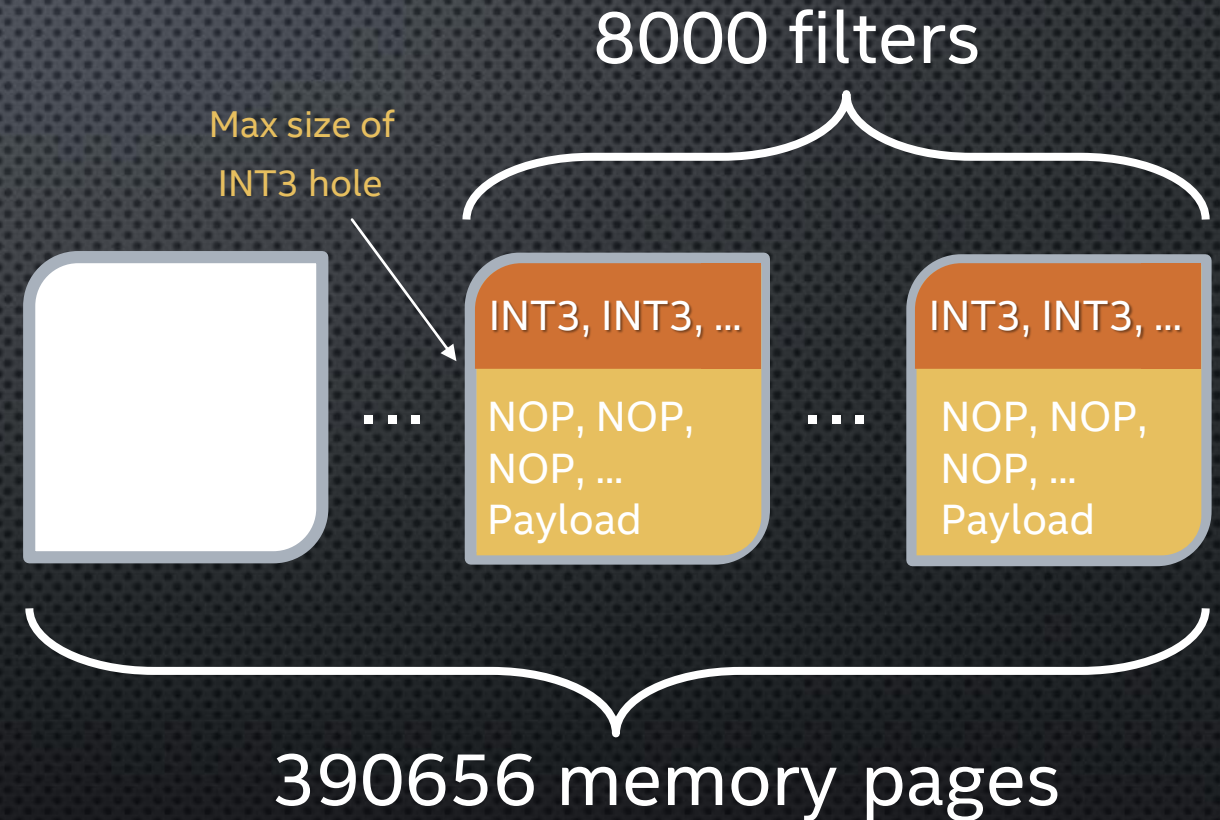 8000 filters
Max size of
INT3 hole
INT3, INT3, ...
NOP, NOP,
NOP, ...
Payload
...
...
INT3, INT3, ...
NOP, NOP,
NOP, ...
Payload
390656 memory pages